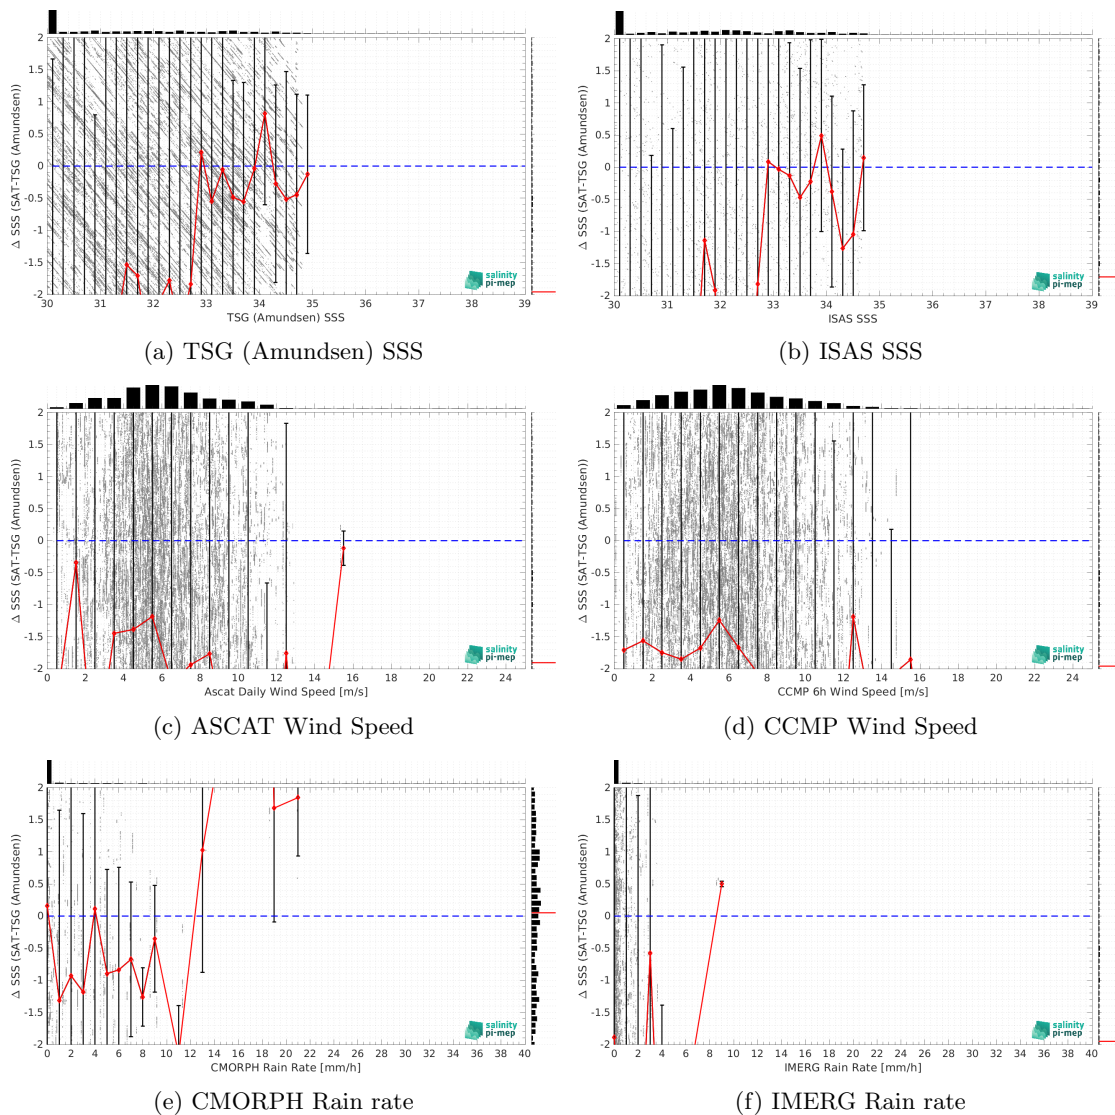 2
1.5
1
0.5
0
-0.5
-1
-1.5
-2
Δ SSS (SAT-TSG (Amundsen))
30 31 32 33 34 35 36 37 38 39
TSG (Amundsen) SSS
salinity
pi-mep
(a) TSG (Amundsen) SSS
2
1.5
1
0.5
0
-0.5
-1
-1.5
-2
Δ SSS (SAT-TSG (Amundsen))
30 31 32 33 34 35 36 37 38 39
ISAS SSS
salinity
pi-mep
(b) ISAS SSS
2
1.5
1
0.5
0
-0.5
-1
-1.5
-2
Δ SSS (SAT-TSG (Amundsen))
0 2 4 6 8 10 12 14 16 18 20 22 24
Ascat Daily Wind Speed [m/s]
salinity
pi-mep
(c) ASCAT Wind Speed
2
1.5
1
0.5
0
-0.5
-1
-1.5
-2
Δ SSS (SAT-TSG (Amundsen))
0 2 4 6 8 10 12 14 16 18 20 22 24
CCMP 6h Wind Speed [m/s]
salinity
pi-mep
(d) CCMP Wind Speed
2
1.5
1
0.5
0
-0.5
-1
-1.5
-2
Δ SSS (SAT-TSG (Amundsen))
0 2 4 6 8 10 12 14 16 18 20 22 24 26 28 30 32 34 36 38 40
CMORPH Rain Rate [mm/h]
salinity
pi-mep
(e) CMORPH Rain rate
2
1.5
1
0.5
0
-0.5
-1
-1.5
-2
Δ SSS (SAT-TSG (Amundsen))
0 2 4 6 8 10 12 14 16 18 20 22 24 26 28 30 32 34 36 38 40
IMERG Rain Rate [mm/h]
salinity
pi-mep
(f) IMERG Rain rate